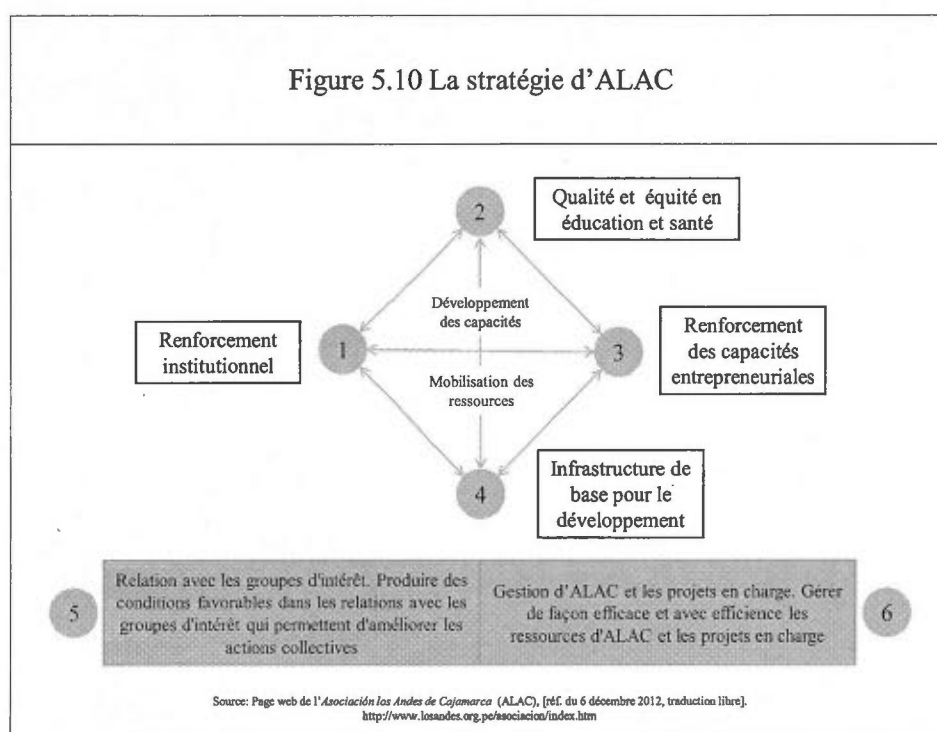 Figure 5.10 La stratégie d'ALAC
2
Qualité et équité en
éducation et santé
Développement
des capacités
Renforcement
institutionnel
1
3
Renforcement
des capacités
entrepreneuriales
Mobilisation des
ressources
4
Infrastructure de
base pour le
développement
5
Relation avec les groupes d'intérêt. Produire des
conditions favorables dans les relations avec les
groupes d'intérêt qui permettent d'améliorer les
actions collectives
Gestion d'ALAC et les projets en charge. Gérer
de façon efficace et avec efficience les
ressources d'ALAC et les projets en charge
6
Source: Page web de l'Asociación los Andes de Cajamarca (ALAC), [réf. du 6 décembre 2012, traduction libre].
http://www.losandes.org.pe/asociacion/index.htm